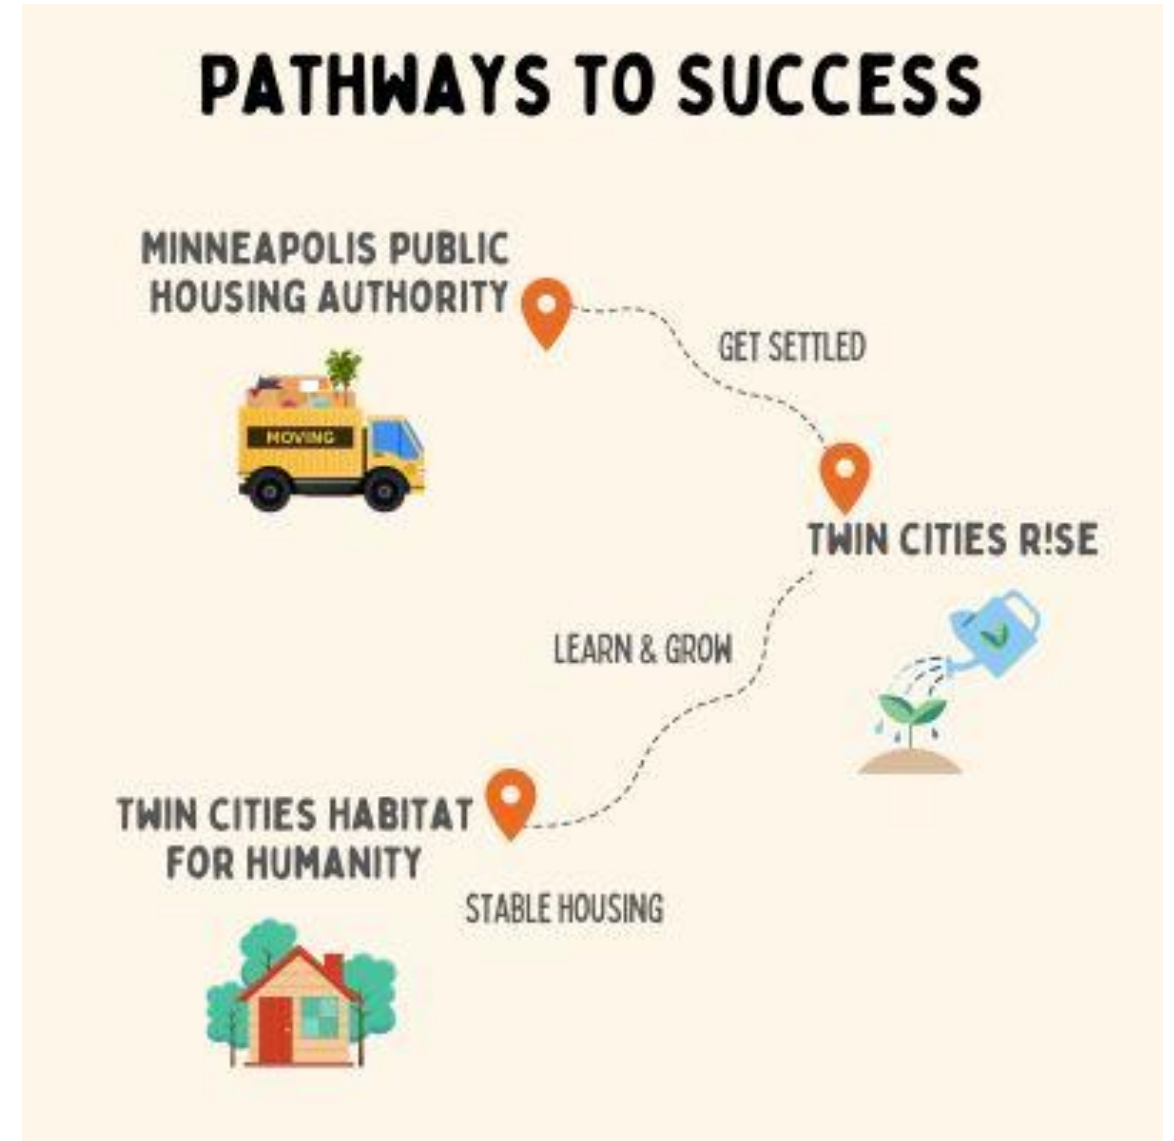 PATHWAYS TO SUCCESS
MINNEAPOLIS PUBLIC
HOUSING AUTHORITY
GET SETTLED
MOVING
TWIN CITIES R!SE
LEARN & GROW
TWIN CITIES HABITAT
FOR HUMANITY
STABLE HOUSING